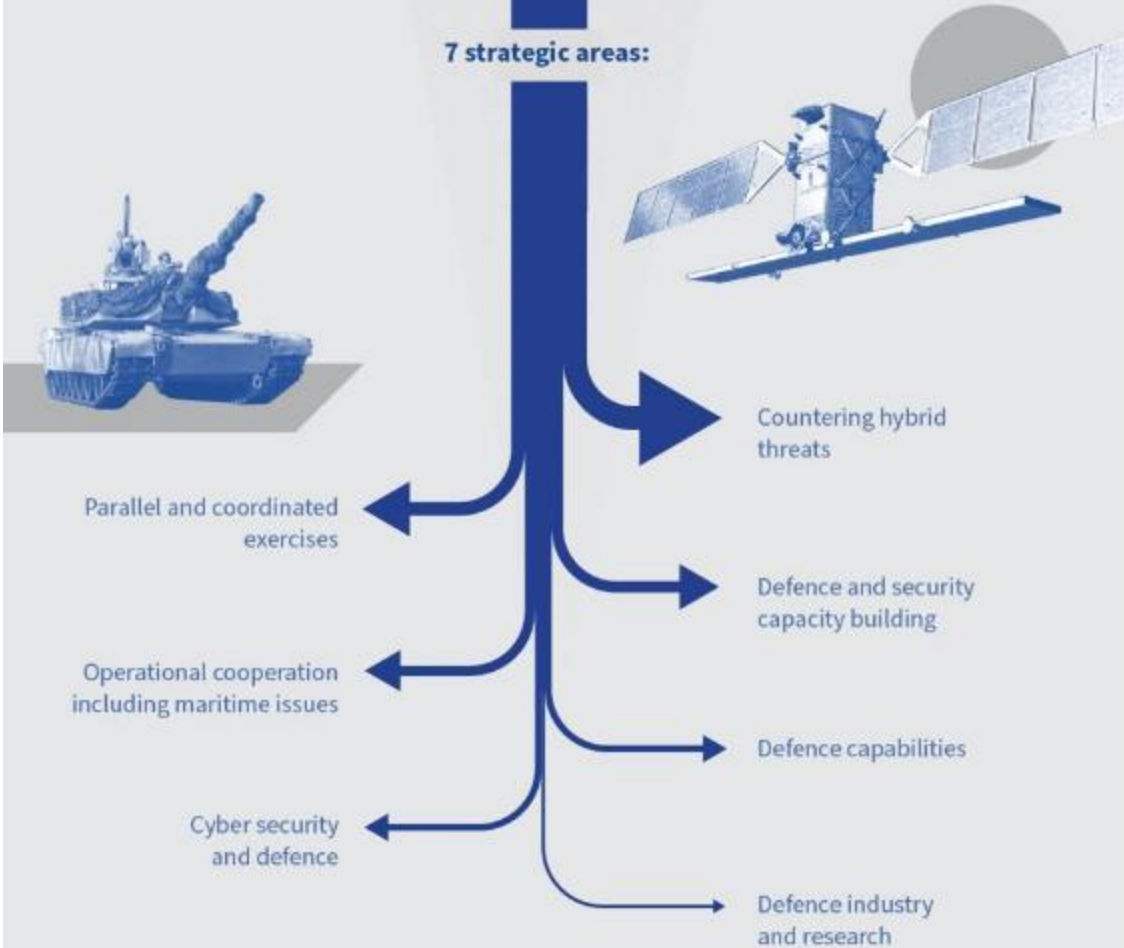 7 strategic areas:
Countering hybrid
threats
Parallel and coordinated
exercises
Defence and security
capacity building
Operational cooperation
including maritime issues
Defence capabilities
Cyber security
and defence
Defence industry
and research